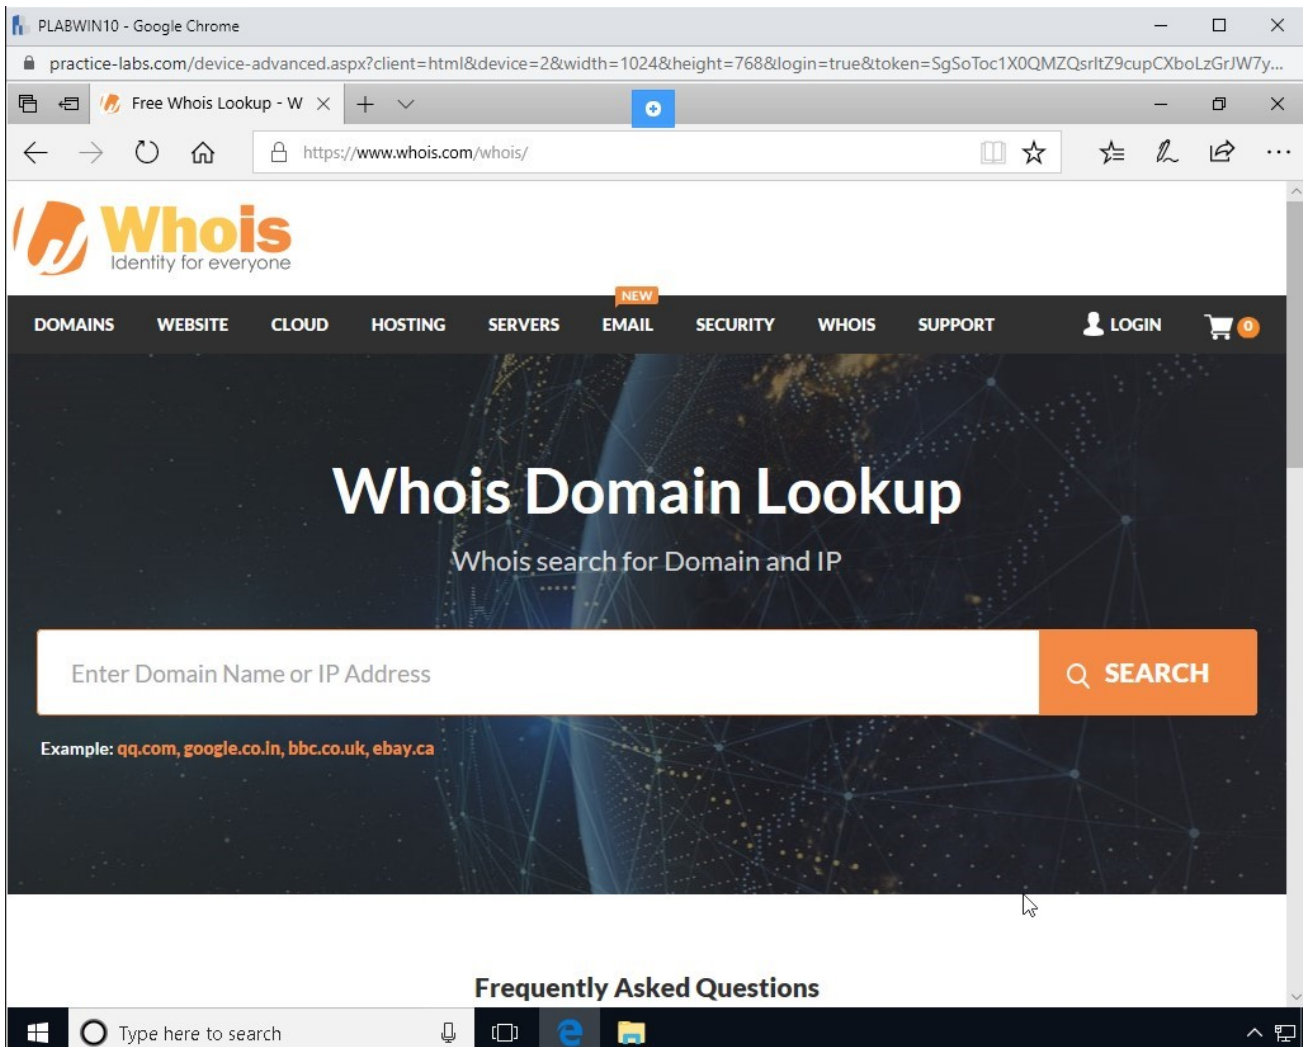 PLABWIN10 - Google Chrome
practice-labs.com/device-advanced.aspx?client=html&device=2&width=1024&height=768&login=true&token=SgSoToc1X0QMZQsrltZ9cupCXboLzGrJW7y...
Free Whois Lookup - W
https://www.whois.com/whois/
Whois
Identity for everyone
NEW
DOMAINS WEBSITE CLOUD HOSTING SERVERS EMAIL SECURITY WHOIS SUPPORT LOGIN 0
Whois Domain Lookup
Whois search for Domain and IP
Enter Domain Name or IP Address SEARCH
Example: qq.com, google.co.in, bbc.co.uk, ebay.ca
Frequently Asked Questions
Type here to search